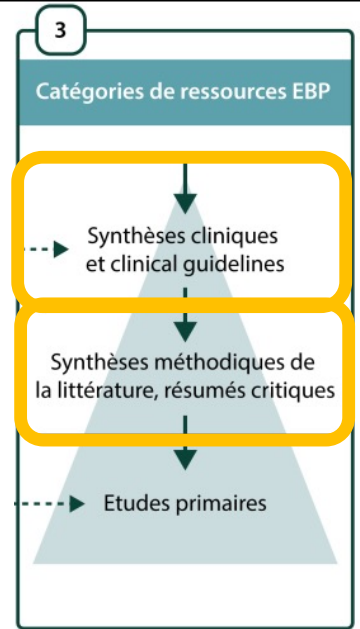 3
Catégories de ressources EBP
Synthèses cliniques
et clinical guidelines
Synthèses méthodiques de
la littérature, résumés critiques
Etudes primaires